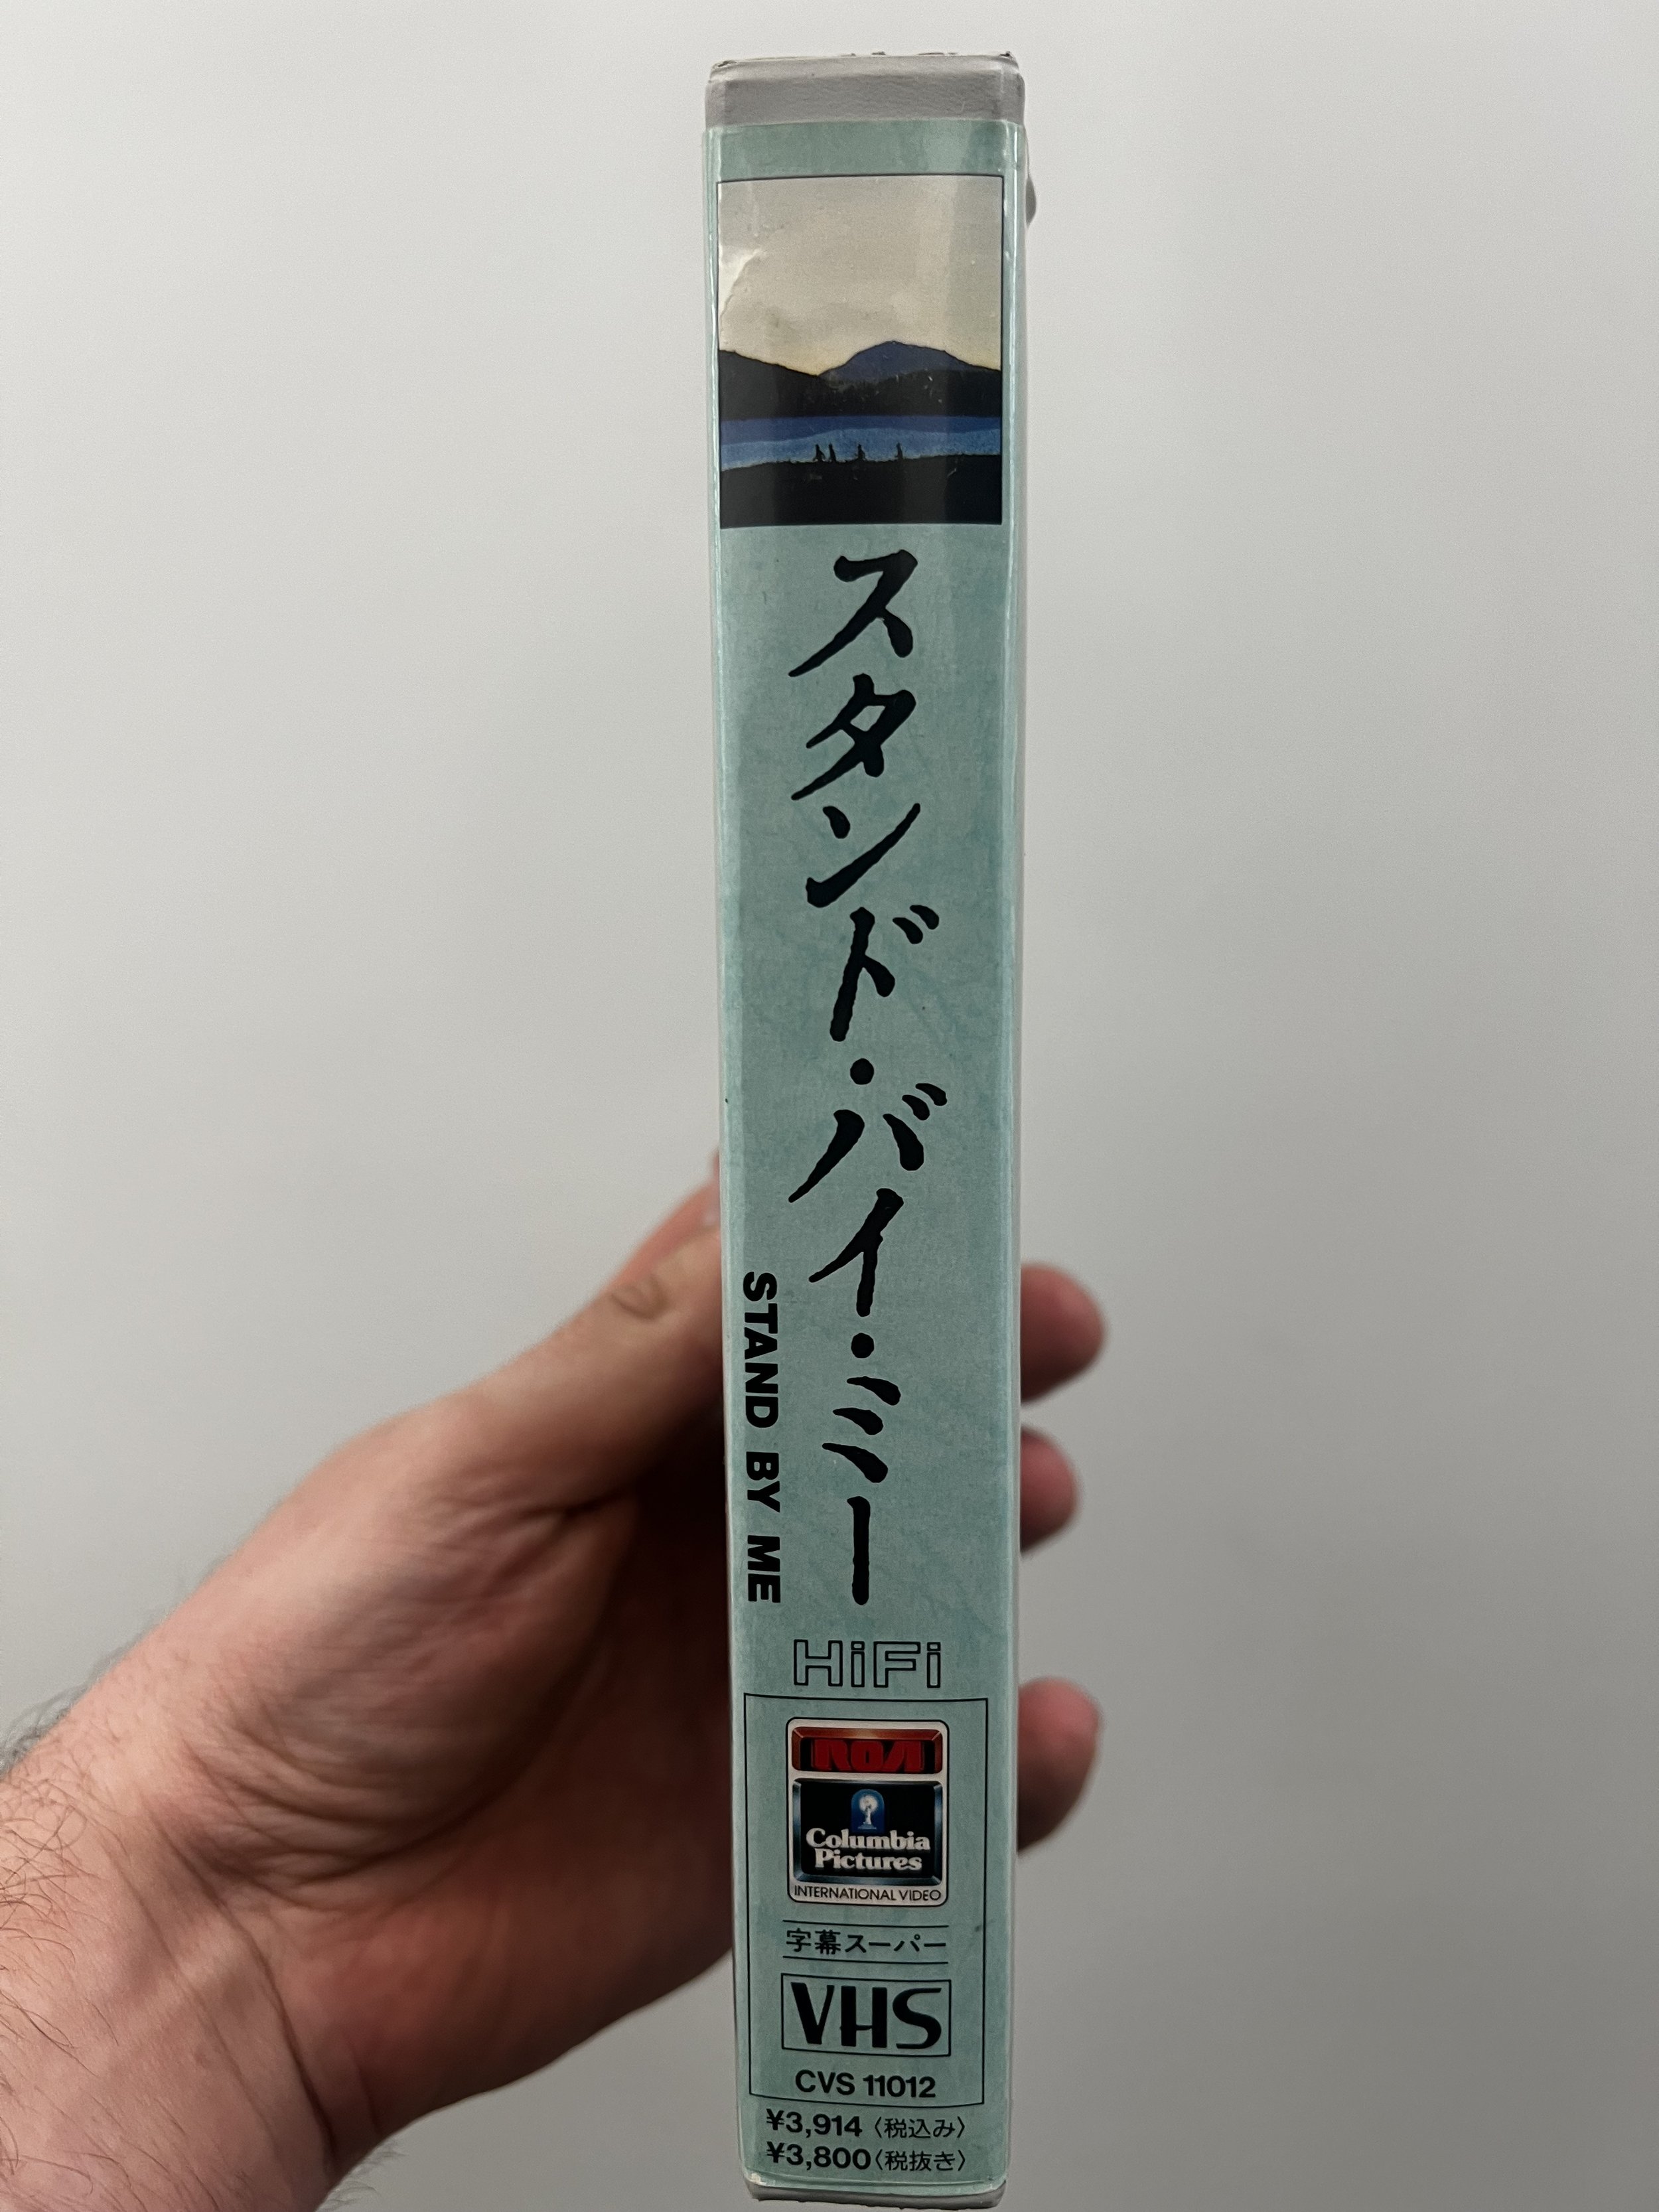 スタンド・バイ・ミー
STAND BY ME
HiFi
RCA
Columbia
Pictures
INTERNATIONAL VIDEO
字幕スーパー
VHS
CVS 11012
¥3,914〈税込み〉
¥3,800〈税抜き〉